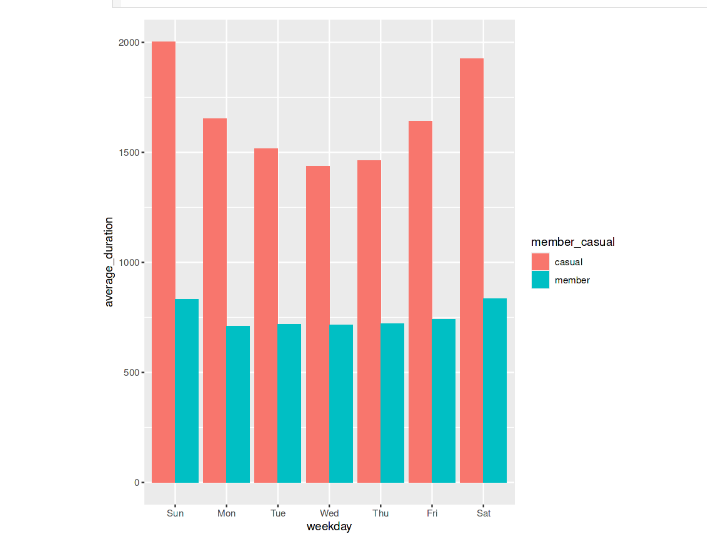 2000
1500
1000
500
0
average_duration
Sun Mon Tue Wed Thu Fri Sat
weekday
member_casual
casual
member